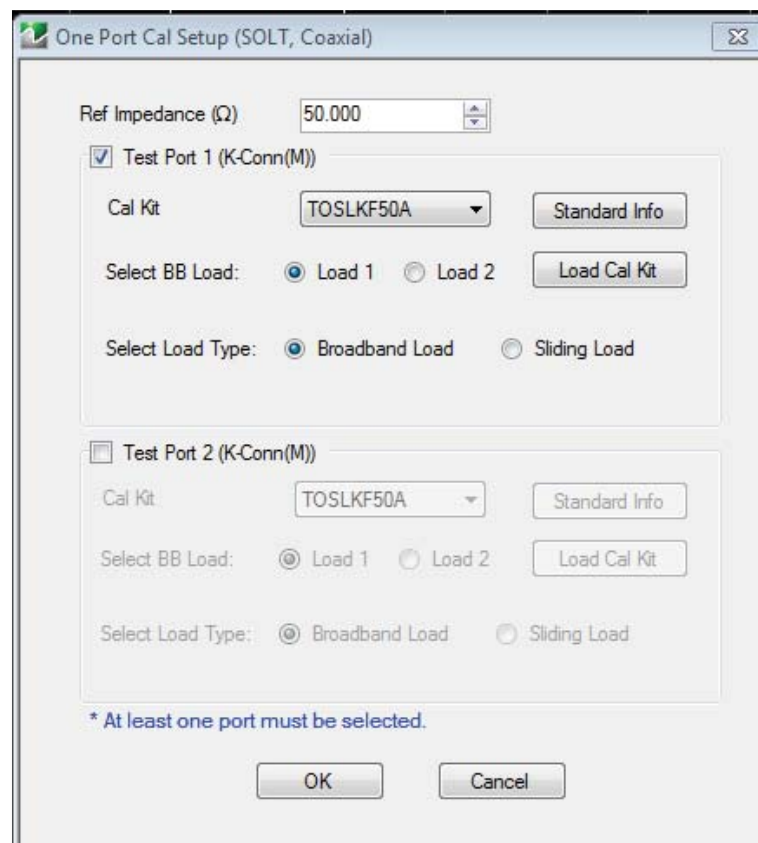 One Port Cal Setup (SOLT, Coaxial)
Ref Impedance (Ω) 50.000
Test Port 1 (K-Conn(M))
Cal Kit TOSLKF50A Standard Info
Select BB Load: Load 1 Load 2 Load Cal Kit
Select Load Type: Broadband Load Sliding Load
Test Port 2 (K-Conn(M))
Cal Kit TOSLKF50A Standard Info
Select BB Load: Load 1 Load 2 Load Cal Kit
Select Load Type: Broadband Load Sliding Load
* At least one port must be selected.
OK Cancel